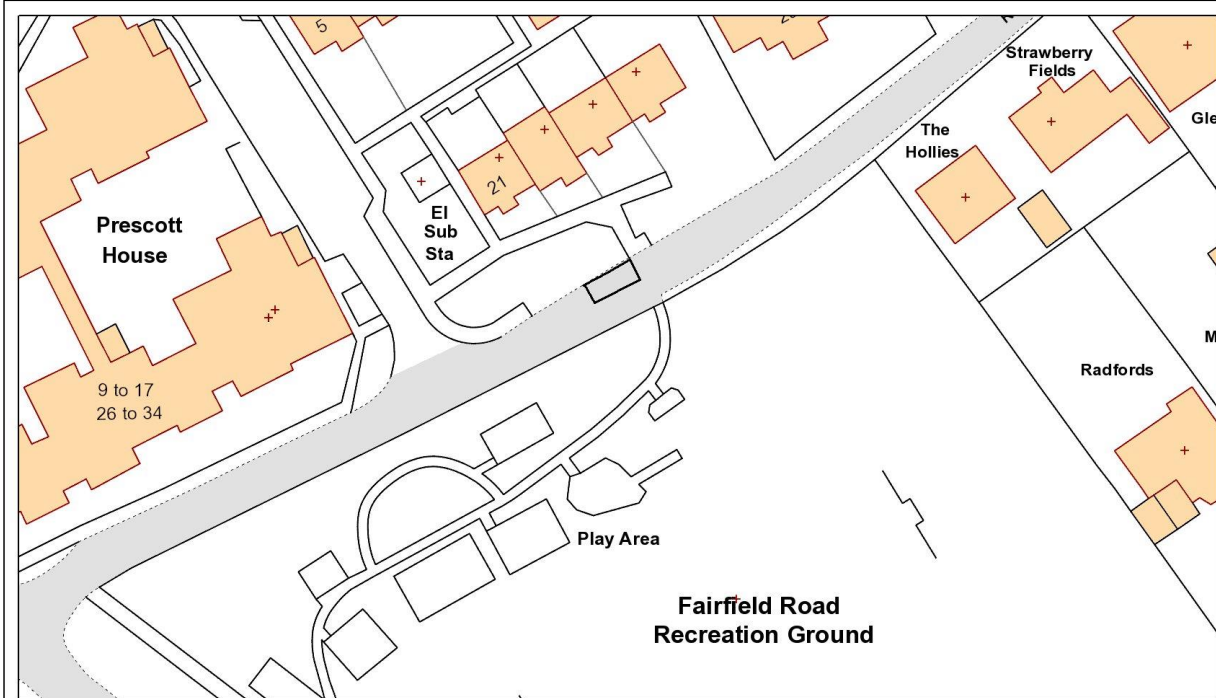 5
Strawberry
Fields
The
Hollies
21
Prescott
House
El
Sub
Sta
Radfords
9 to 17
26 to 34
Play Area
Fairfield Road
Recreation Ground